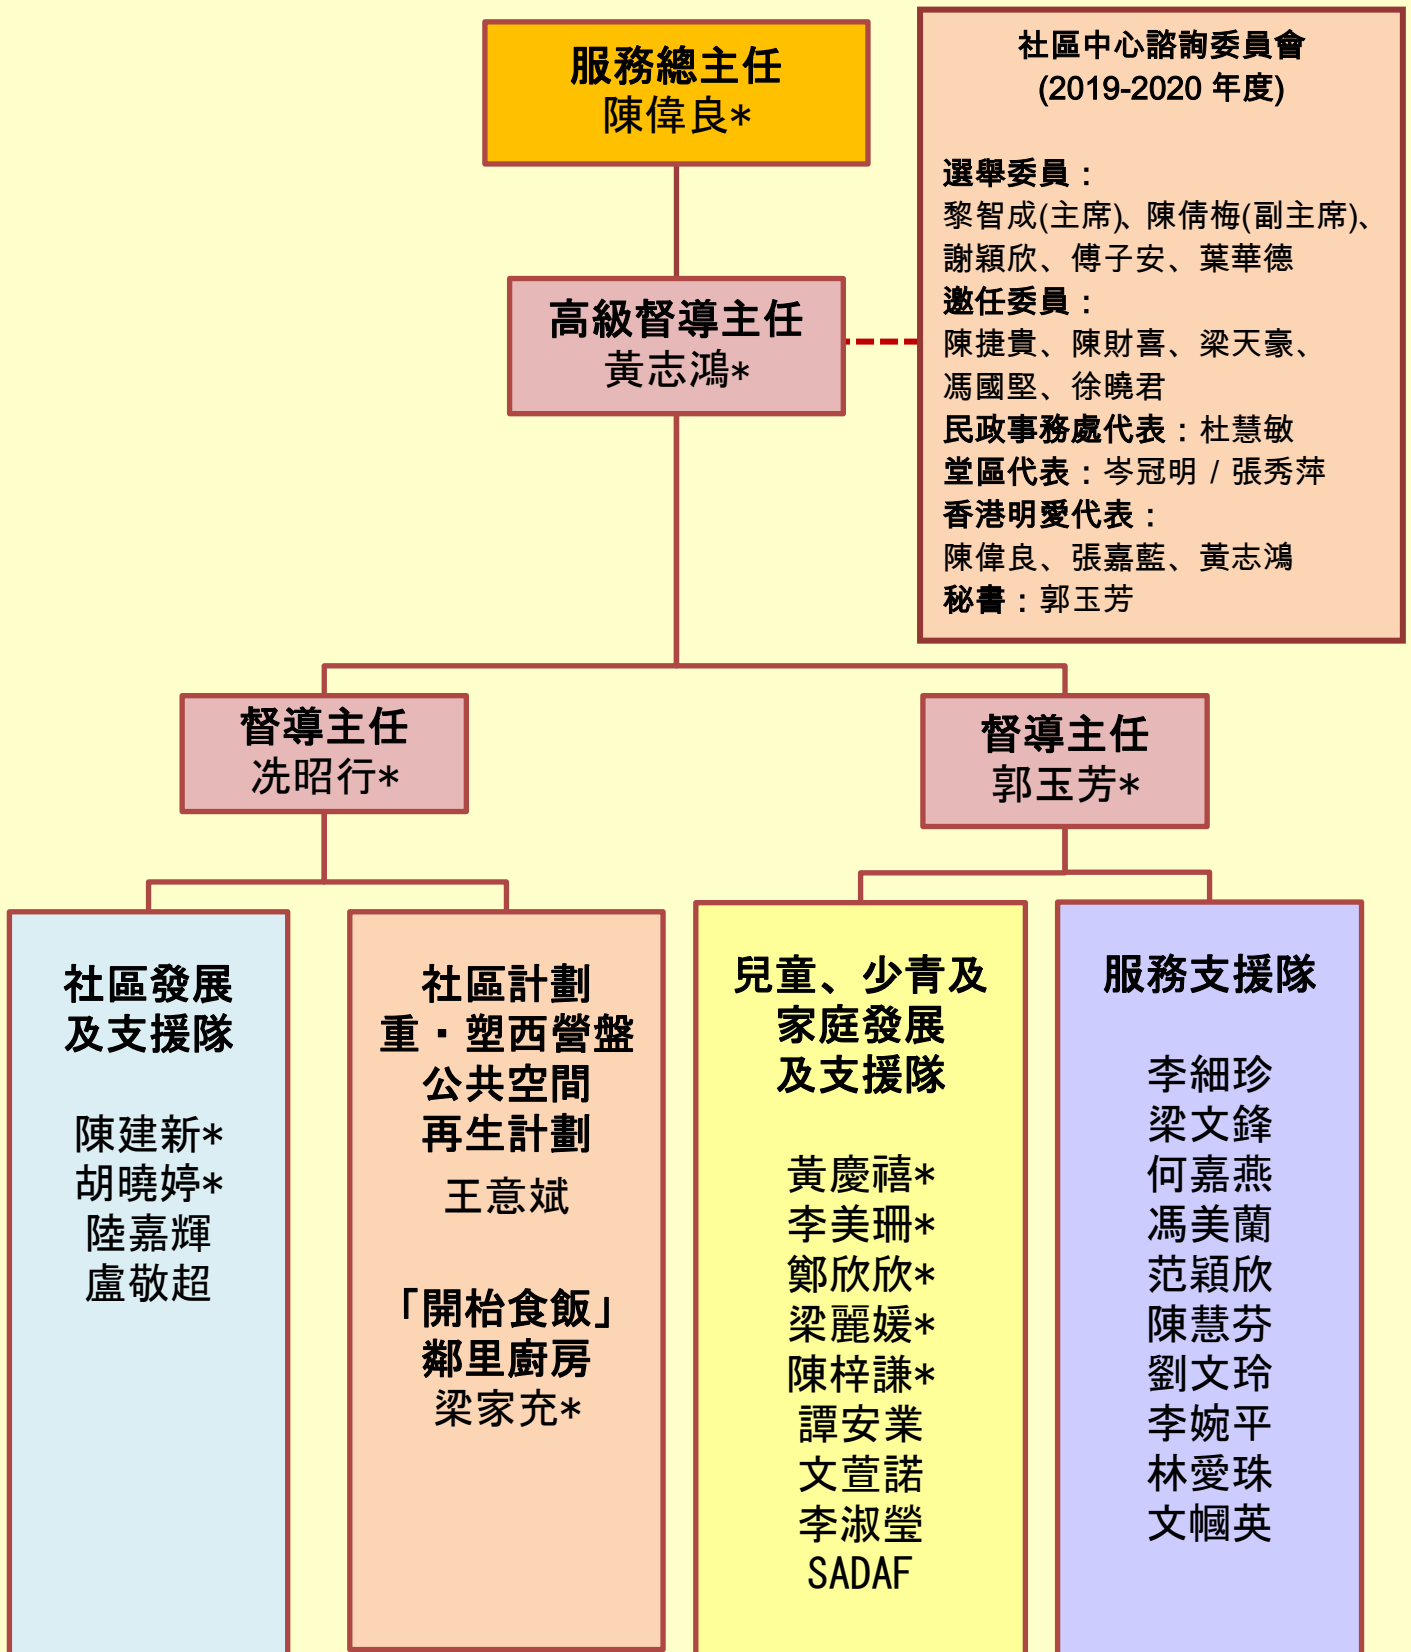 服務總主任
陳偉良*
社區中心諮詢委員會
(2019-2020 年度)
選舉委員：
黎智成(主席)、陳倩梅(副主席)、
謝穎欣、傅子安、葉華德
邀任委員：
陳捷貴、陳財喜、梁天豪、
馮國堅、徐曉君
民政事務處代表：杜慧敏
堂區代表：岑冠明 / 張秀萍
香港明愛代表：
陳偉良、張嘉藍、黃志鴻
秘書：郭玉芳
高級督導主任
黃志鴻*
督導主任
冼昭行*
督導主任
郭玉芳*
社區發展
及支援隊
陳建新*
胡曉婷*
陸嘉輝
盧敬超
社區計劃
重‧塑西營盤
公共空間
再生計劃
王意斌
「開枱食飯」
鄰里廚房
梁家充*
兒童、少青及
家庭發展
及支援隊
黃慶禧*
李美珊*
鄭欣欣*
梁麗媛*
陳梓謙*
譚安業
文萱諾
李淑瑩
SADAF
服務支援隊
李細珍
梁文鋒
何嘉燕
馮美蘭
范穎欣
陳慧芬
劉文玲
李婉平
林愛珠
文幗英